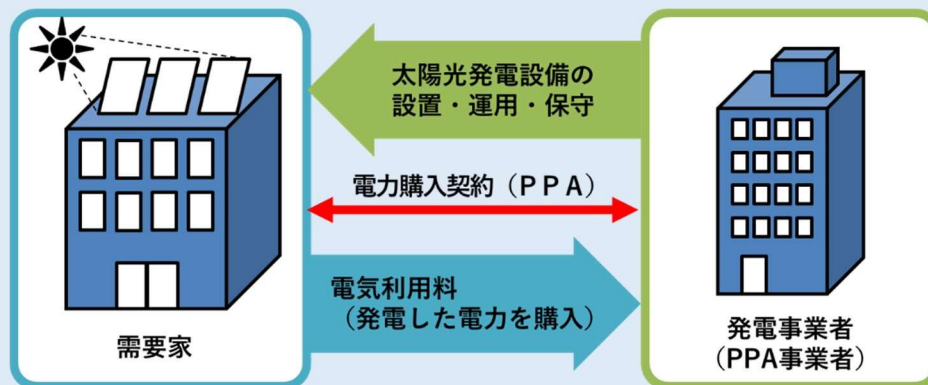 太陽光発電設備の
設置・運用・保守
電力購入契約（ＰＰＡ）
電気利用料
（発電した電力を購入）
需要家
発電事業者
（PPA事業者）